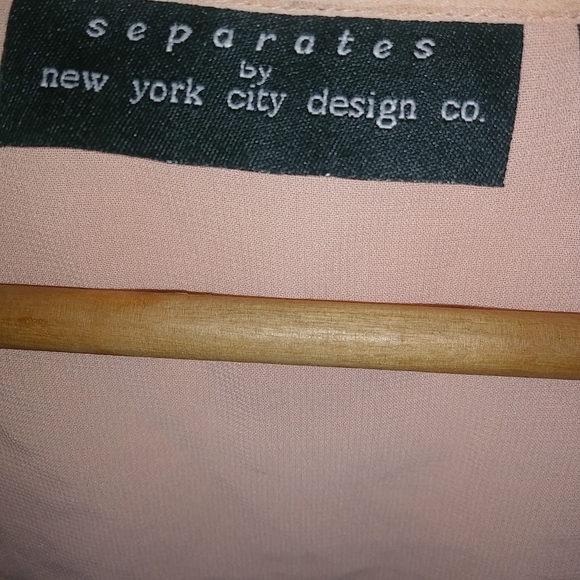 separates
by
new york city design co.